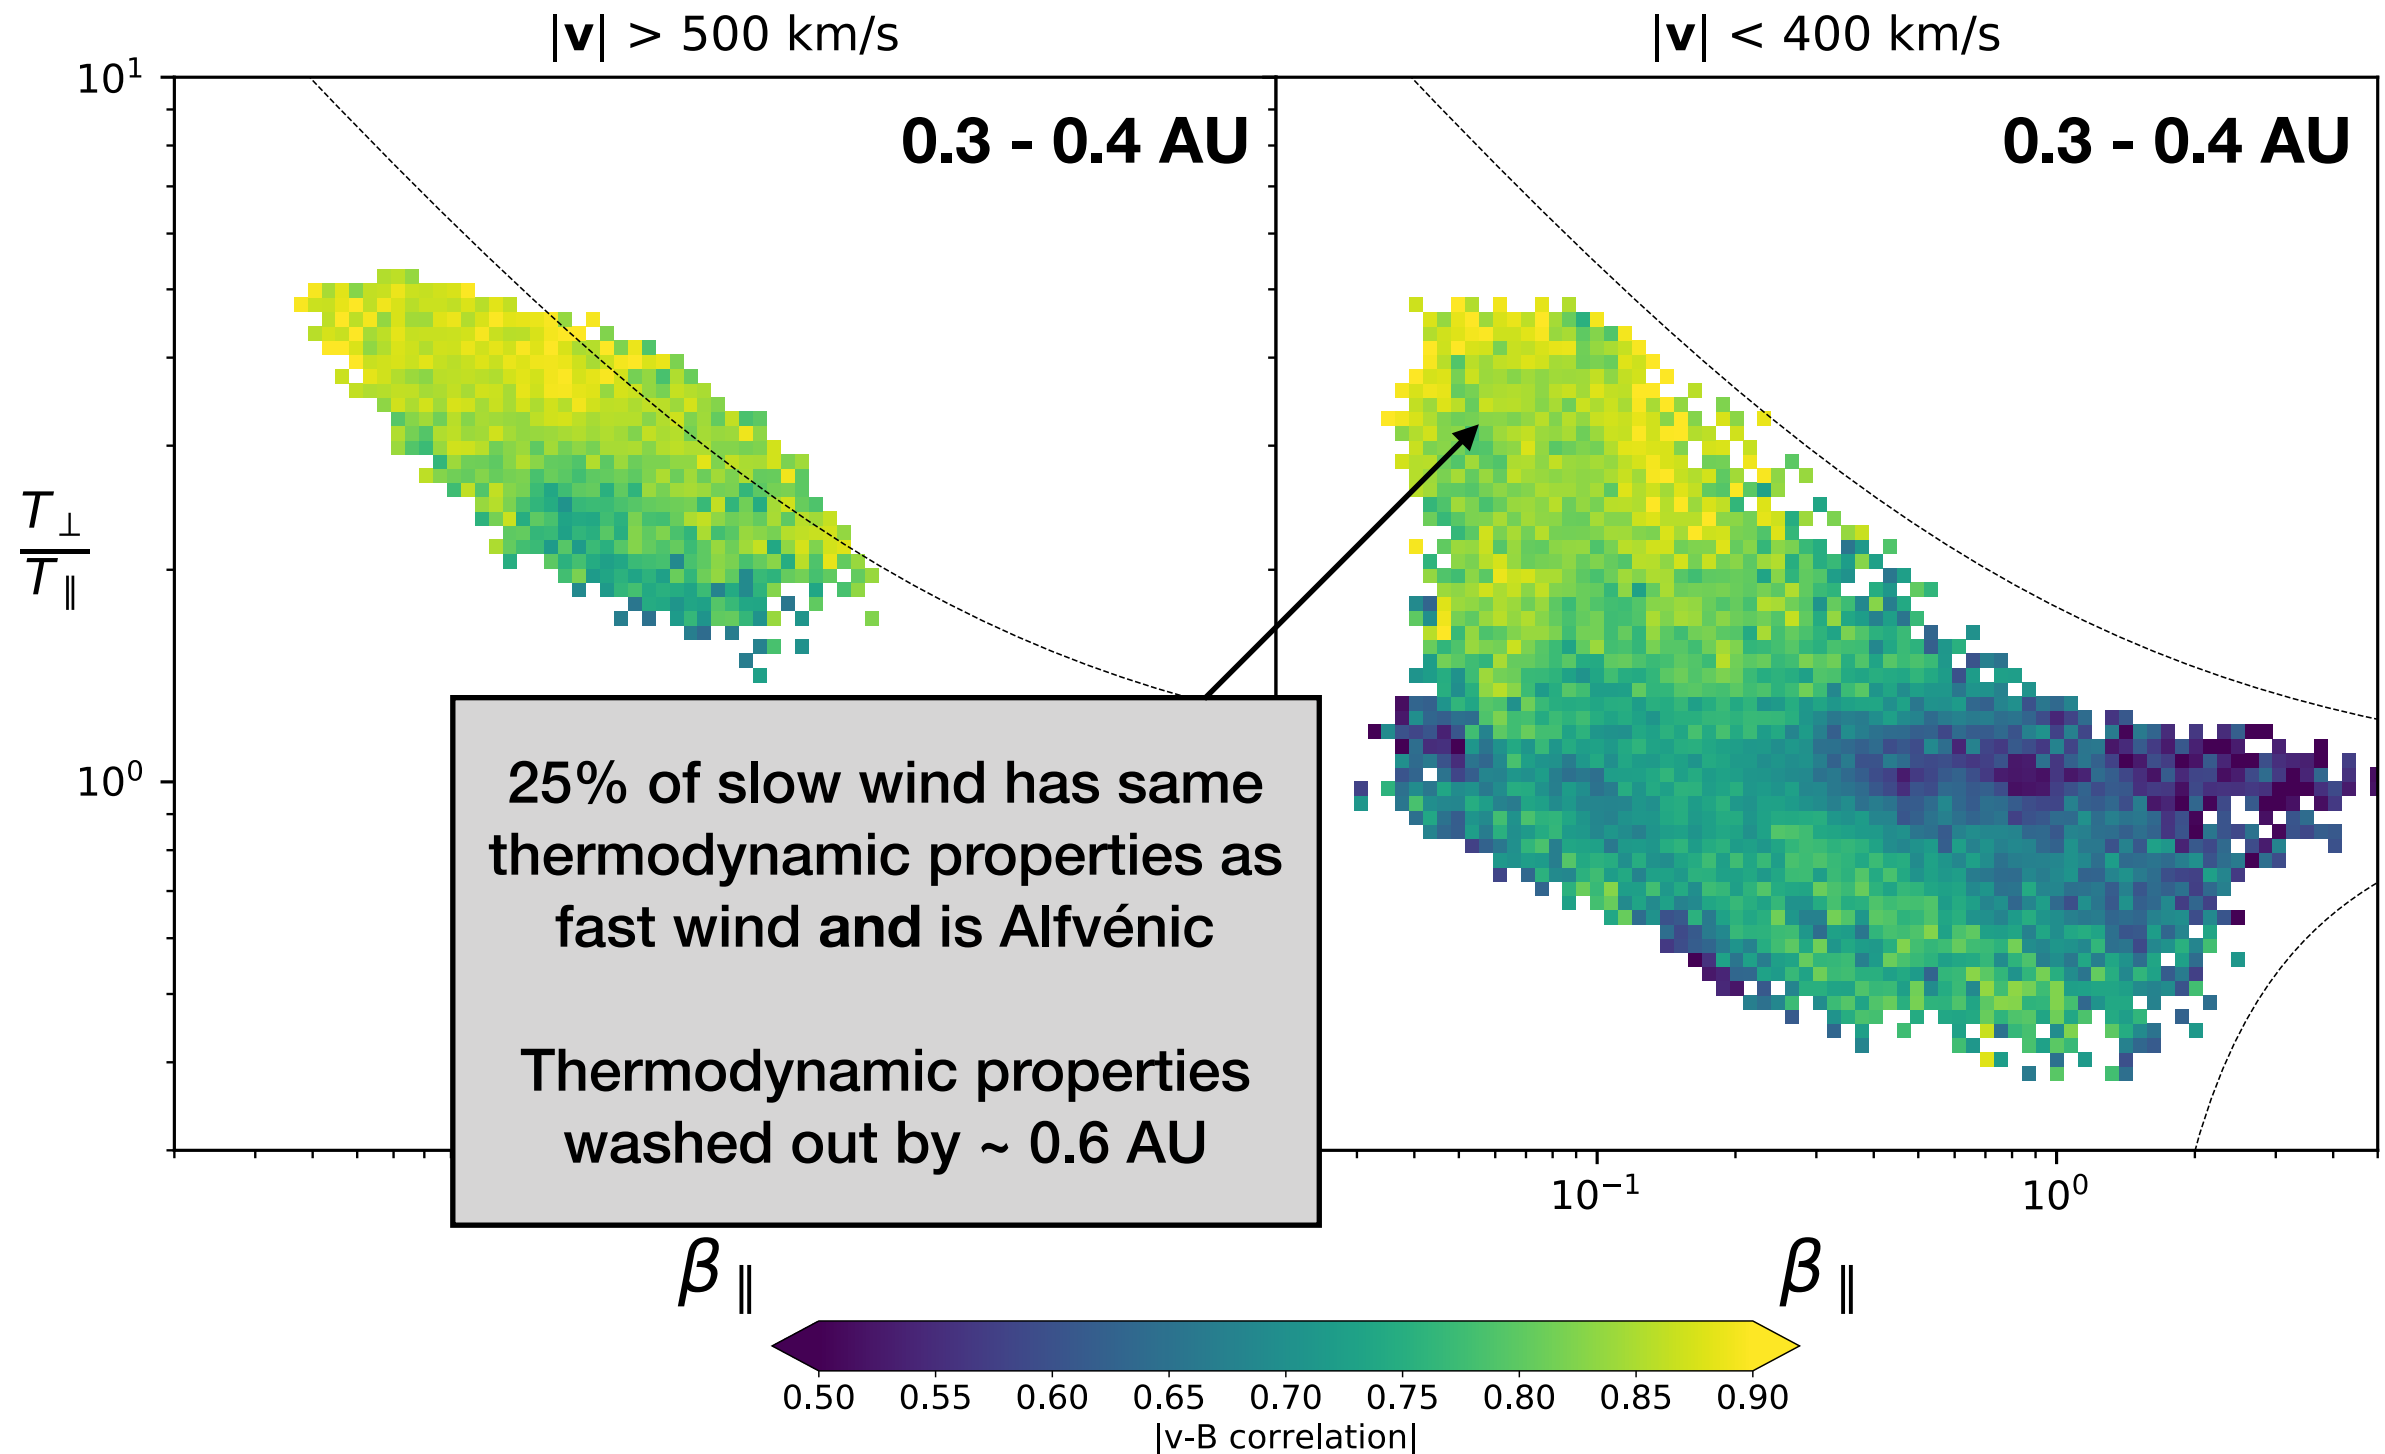 |v| > 500 km/s
|v| < 400 km/s
10¹
0.3 - 0.4 AU
0.3 - 0.4 AU
T⊥
T∥
10⁰
25% of slow wind has same
thermodynamic properties as
fast wind and is Alfvénic
Thermodynamic properties
washed out by ~ 0.6 AU
10⁻¹
10⁰
β∥
β∥
0.50 0.55 0.60 0.65 0.70 0.75 0.80 0.85 0.90
|v-B correlation|